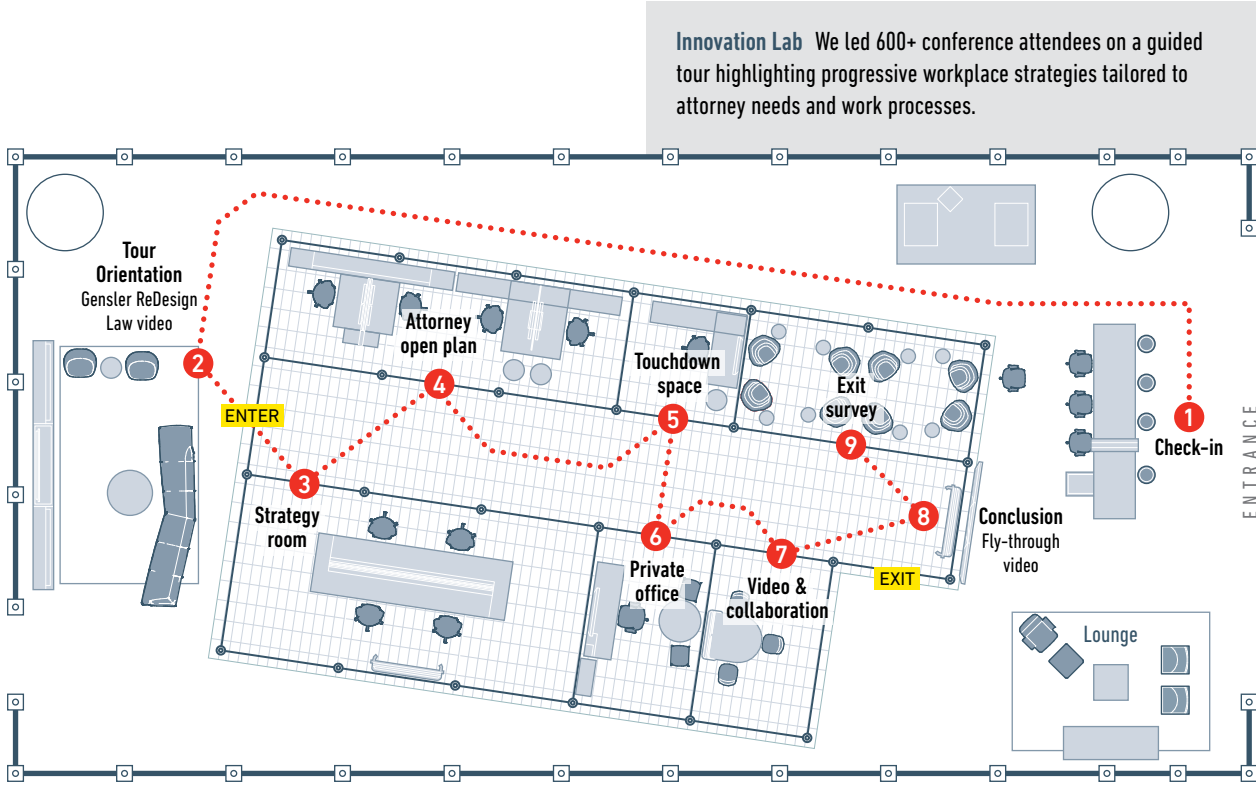 Innovation Lab We led 600+ conference attendees on a guided
tour highlighting progressive workplace strategies tailored to
attorney needs and work processes.
Tour
Orientation
Gensler ReDesign
Law video
2
ENTER
3
Strategy
room
Attorney
open plan
4
Touchdown
space
5
6
Private
office
7
Video &
collaboration
EXIT
8
Conclusion
Fly-through
video
Exit
survey
9
1
Check-in
ENTRANCE
Lounge